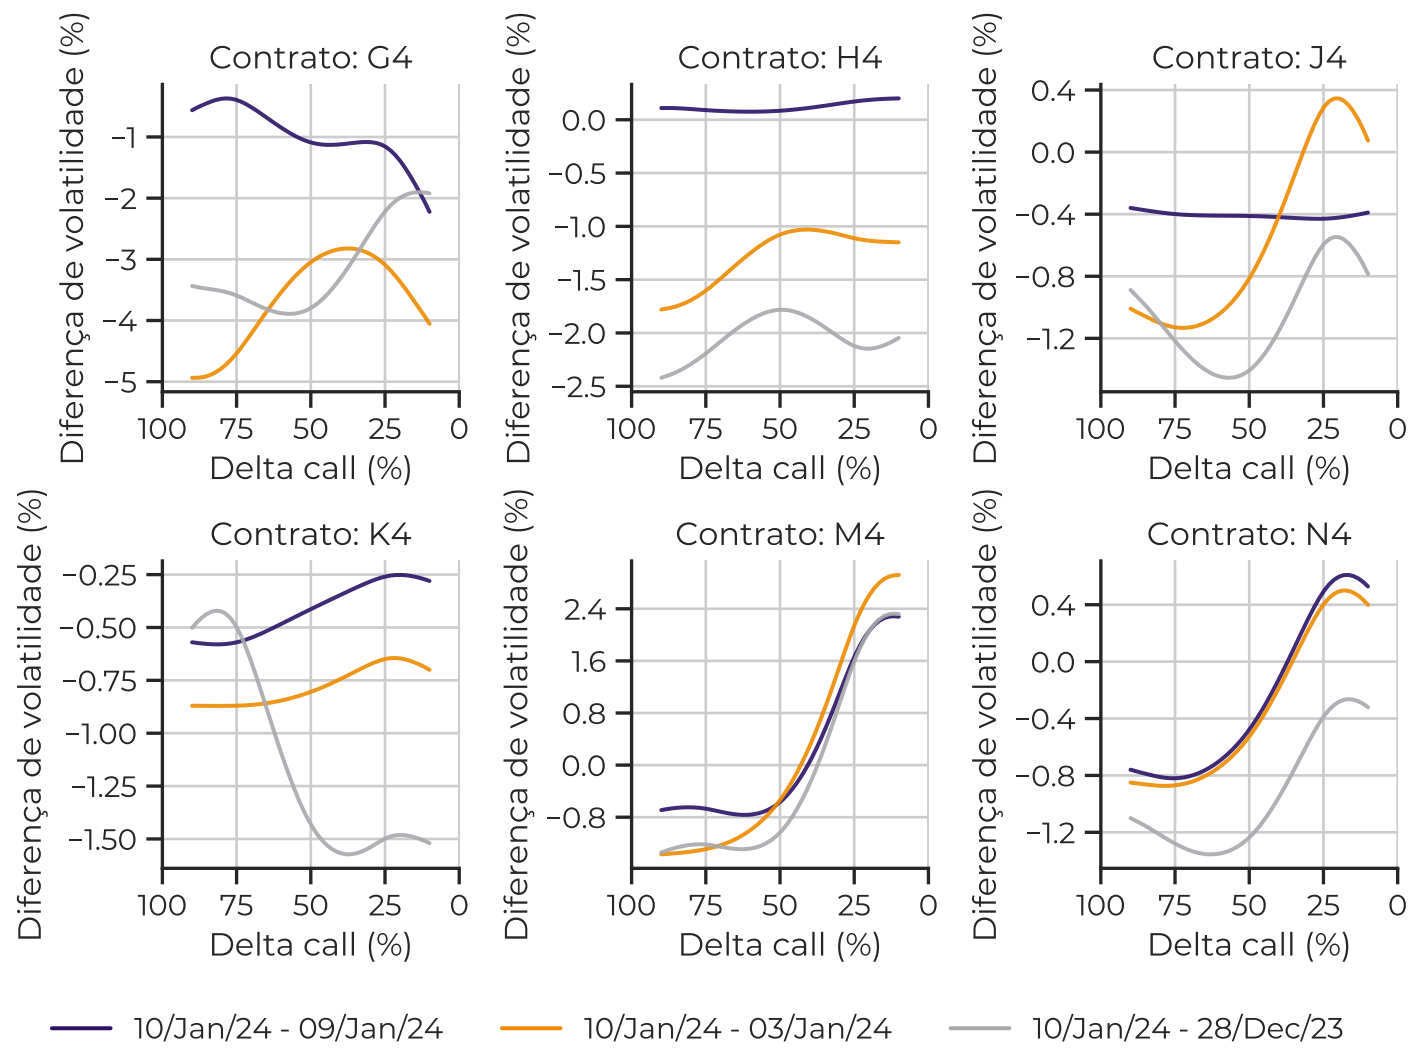 Contrato: G4
Diferença de volatilidade (%)
−1
−2
−3
−4
−5
100 75 50 25 0
Delta call (%)
Contrato: H4
Diferença de volatilidade (%)
0.0
−0.5
−1.0
−1.5
−2.0
−2.5
100 75 50 25 0
Delta call (%)
Contrato: J4
Diferença de volatilidade (%)
0.4
0.0
−0.4
−0.8
−1.2
100 75 50 25 0
Delta call (%)
Contrato: K4
Diferença de volatilidade (%)
−0.25
−0.50
−0.75
−1.00
−1.25
−1.50
100 75 50 25 0
Delta call (%)
Contrato: M4
Diferença de volatilidade (%)
2.4
1.6
0.8
0.0
−0.8
100 75 50 25 0
Delta call (%)
Contrato: N4
Diferença de volatilidade (%)
0.4
0.0
−0.4
−0.8
−1.2
100 75 50 25 0
Delta call (%)
10/Jan/24 - 09/Jan/24
10/Jan/24 - 03/Jan/24
10/Jan/24 - 28/Dec/23